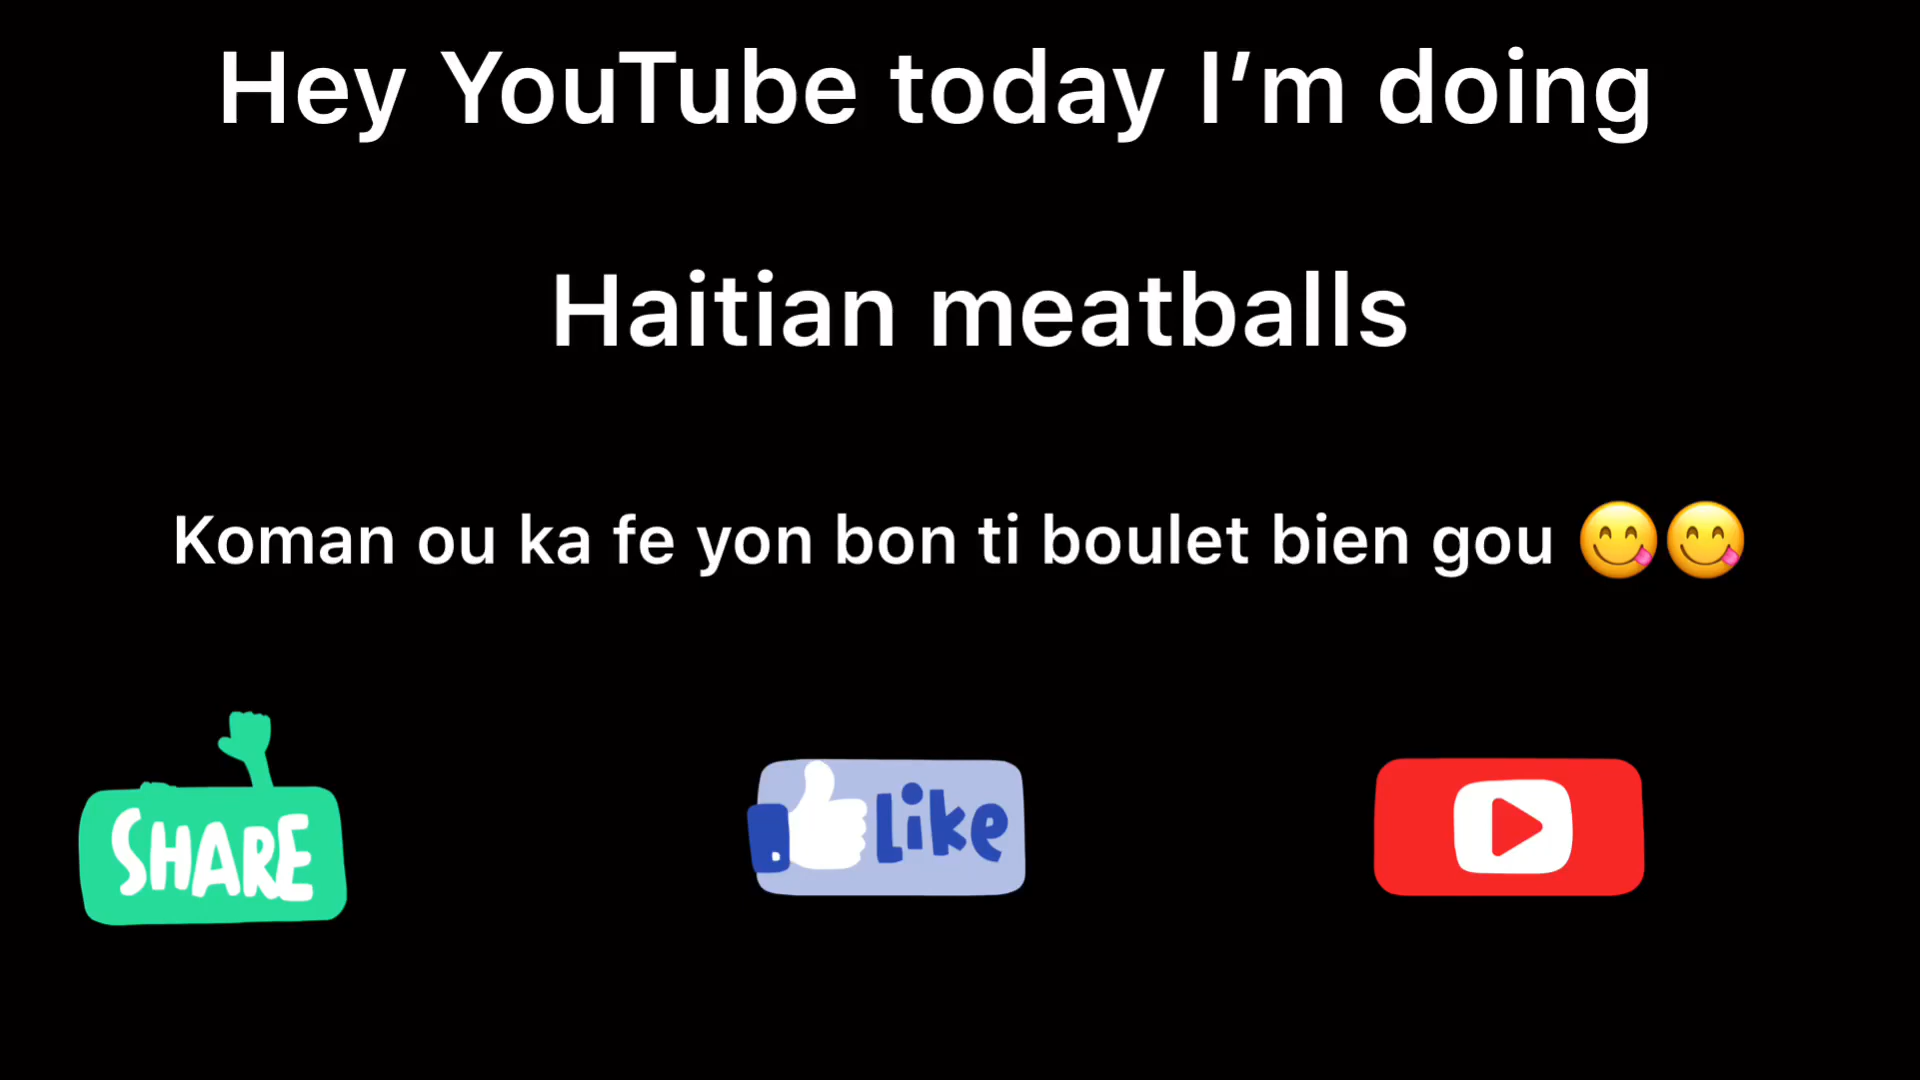 Hey YouTube today I’m doing
Haitian meatballs
Koman ou ka fe yon bon ti boulet bien gou 😋😋
SHARE
Like